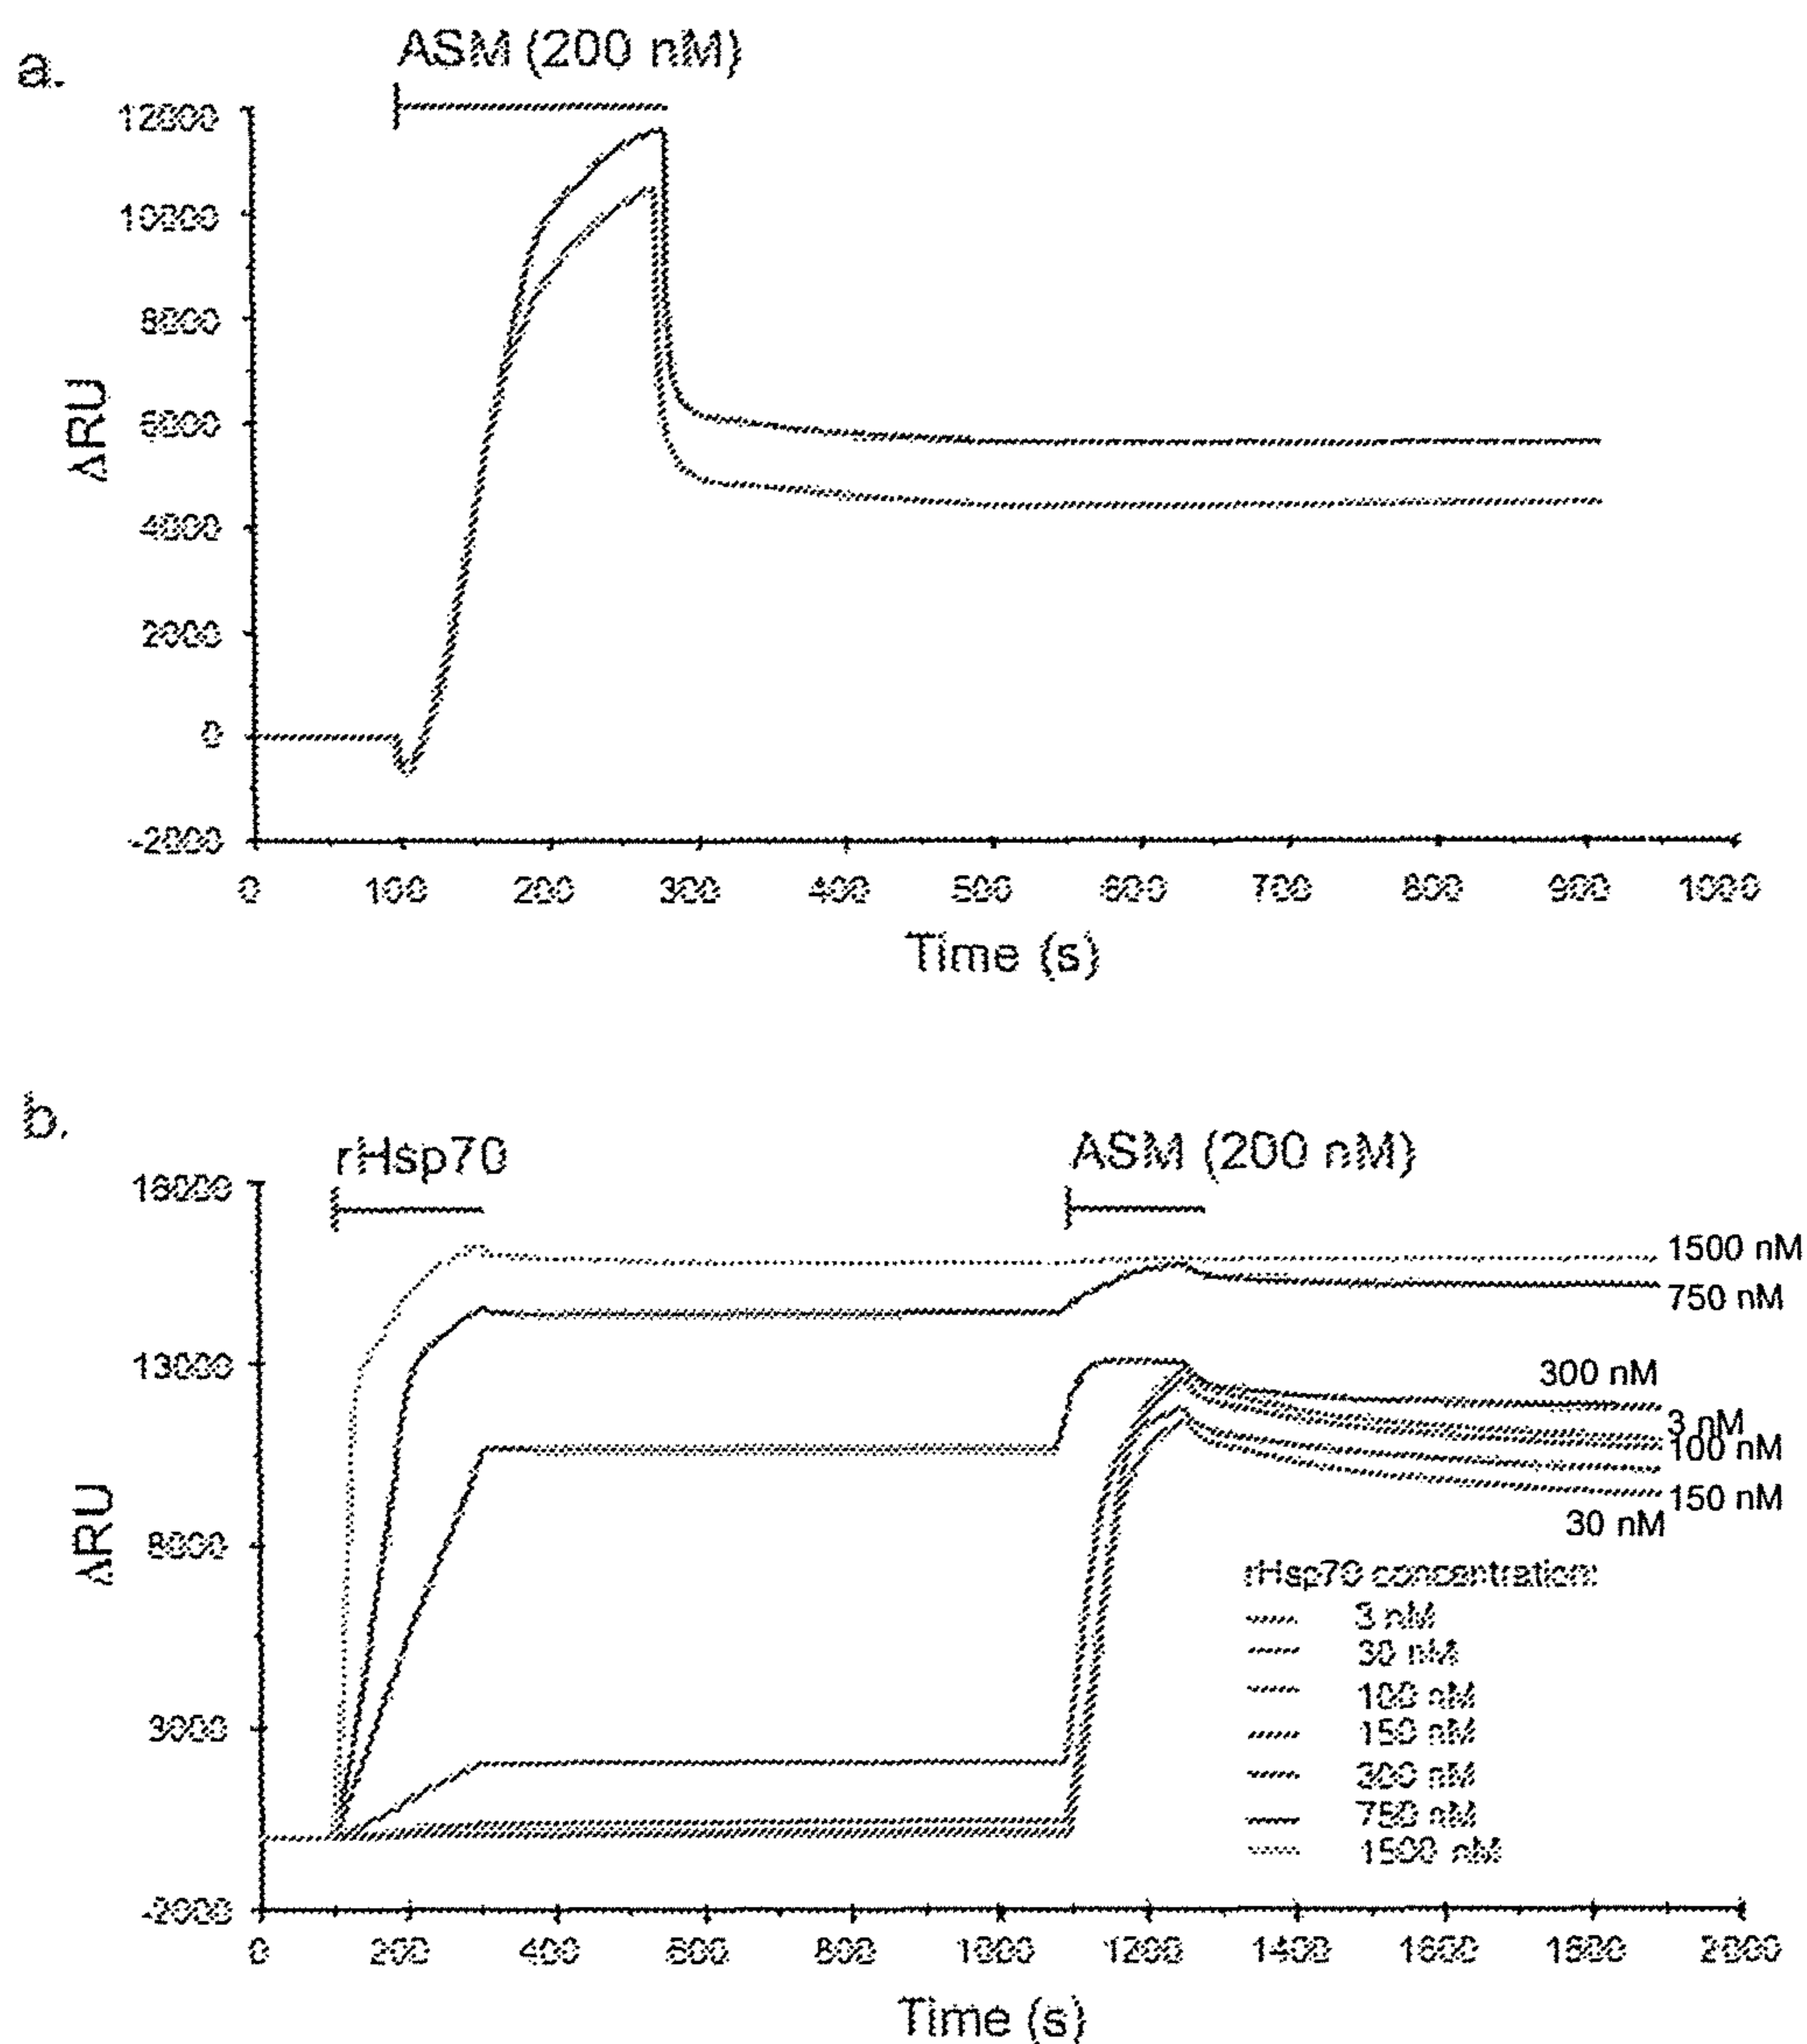 a.
ASM (200 nM)
12000
10000
8000
6000
4000
2000
0
-2000
ΔRU
0 100 200 300 400 500 600 700 800 900 1000
Time (s)
b.
rHsp70
ASM (200 nM)
18000
13000
8000
3000
-2000
ΔRU
1500 nM
750 nM
300 nM
3 nM
100 nM
150 nM
30 nM
rHsp70 concentration:
3 nM
30 nM
100 nM
150 nM
300 nM
750 nM
1500 nM
0 200 400 600 800 1000 1200 1400 1600 1800 2000
Time (s)